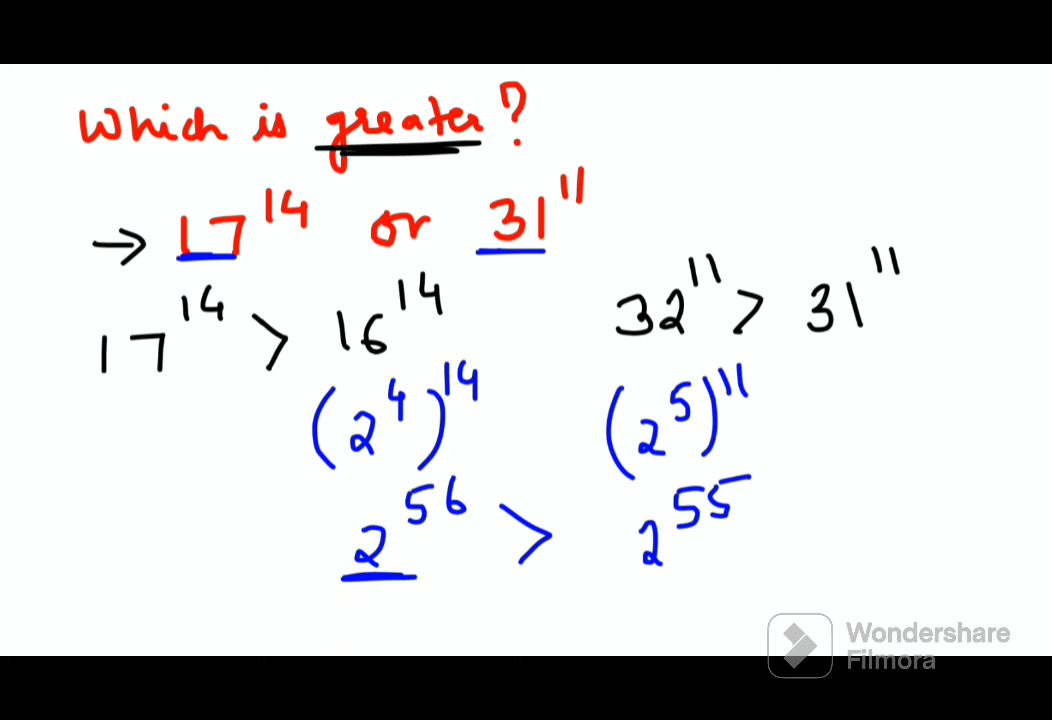 Which is greater?
→ 17^14 or 31^11
17^14 > 16^14 32^11 > 31^11
(2^4)^14 (2^5)^11
2^56 > 2^55
Wondershare
Filmora